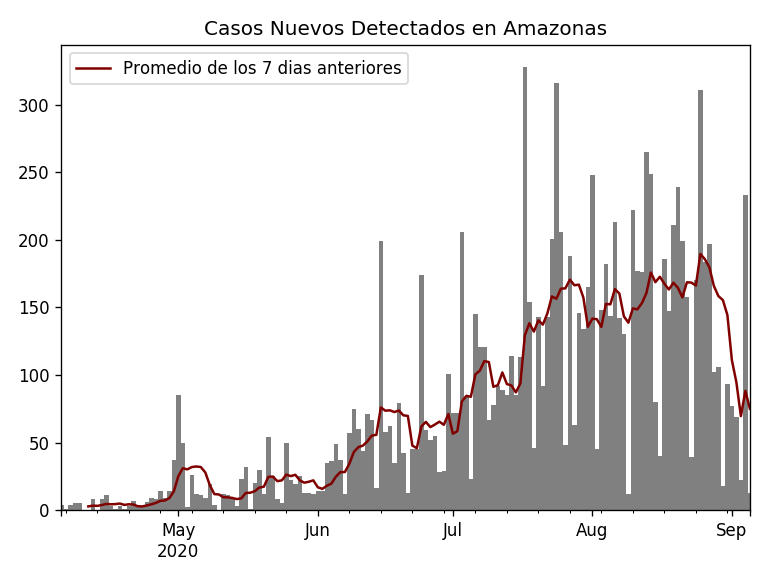 Casos Nuevos Detectados en Amazonas
Promedio de los 7 dias anteriores
300
250
200
150
100
50
0
May Jun Jul Aug Sep
2020